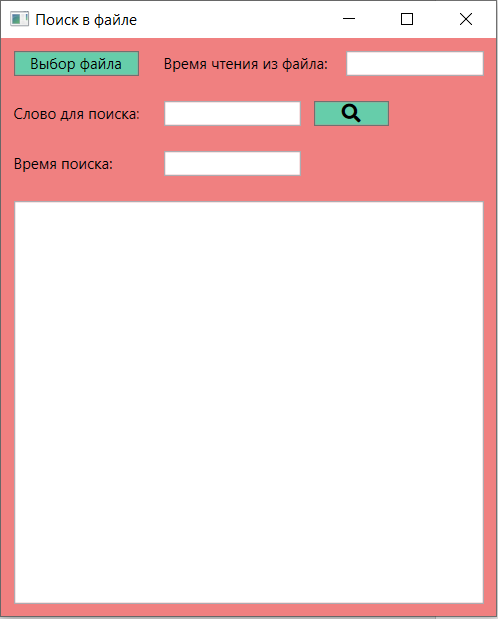 Поиск в файле
Выбор файла Время чтения из файла:
Слово для поиска:
Время поиска: